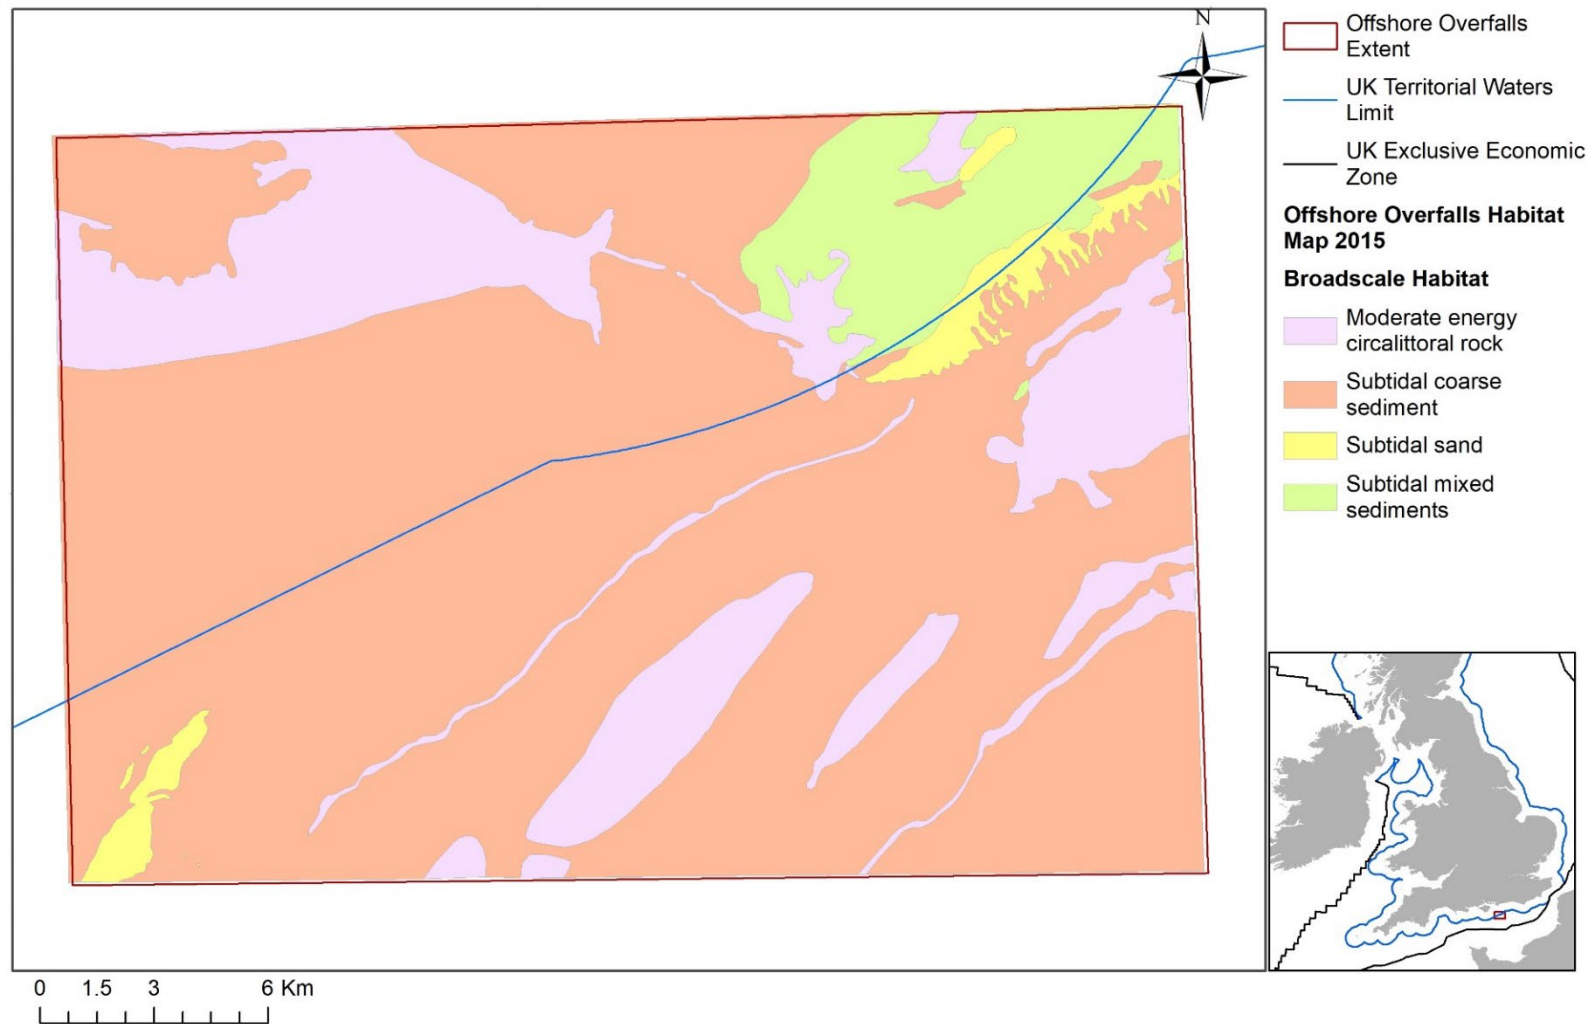 N
Offshore Overfalls
Extent
UK Territorial Waters
Limit
UK Exclusive Economic
Zone
Offshore Overfalls Habitat
Map 2015
Broadscale Habitat
Moderate energy
circalittoral rock
Subtidal coarse
sediment
Subtidal sand
Subtidal mixed
sediments
0 1.5 3 6 Km